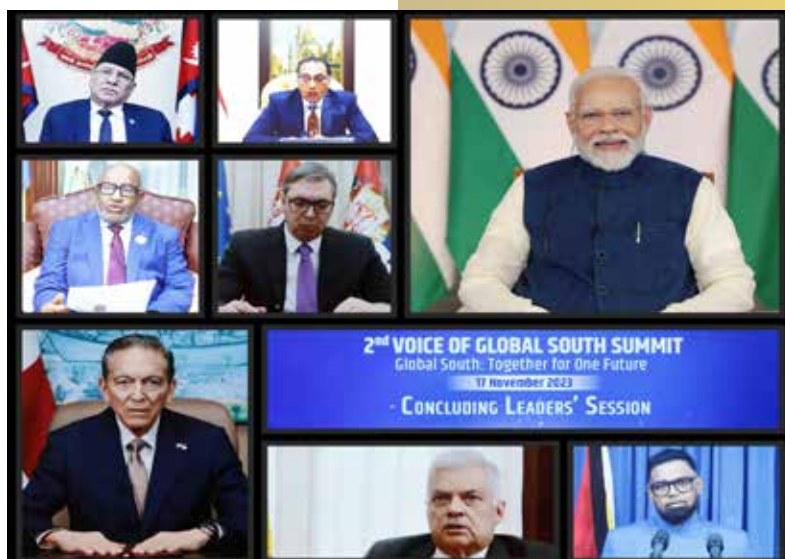 2nd VOICE OF GLOBAL SOUTH SUMMIT
Global South: Together for One Future
17 November 2023
- CONCLUDING LEADERS' SESSION